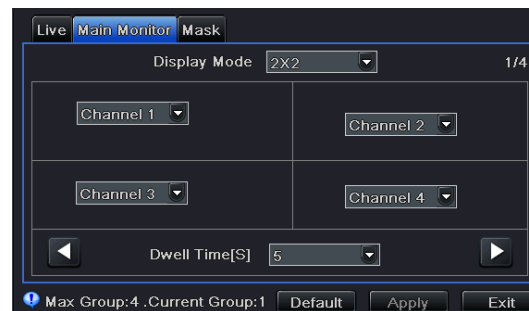 Live Main Monitor Mask
Display Mode 2X2 1/4
Channel 1
Channel 2
Channel 3
Channel 4
Dwell Time[S] 5
Max Group:4 .Current Group:1 Default Apply Exit